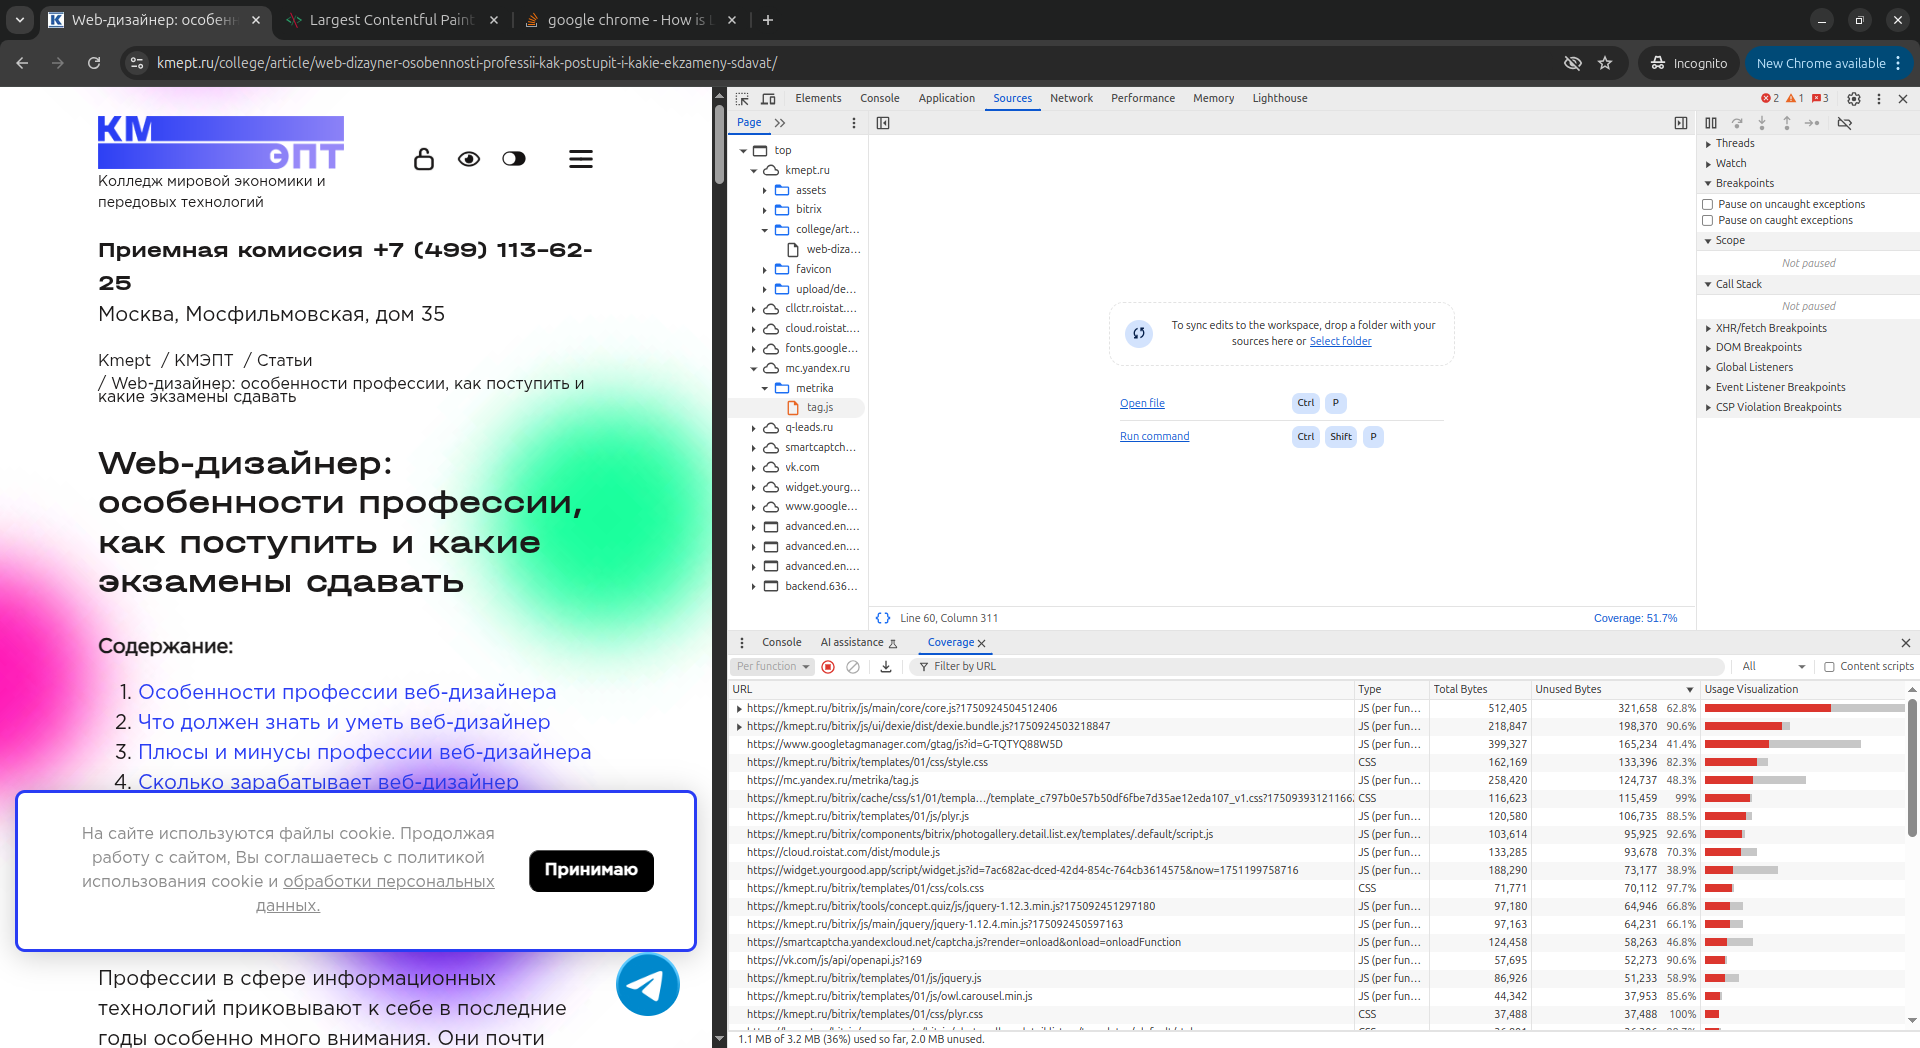 Web-дизайнер: особенн
Largest Contentful Paint
google chrome - How is L
kmept.ru/college/article/web-dizayner-osobennosti-professii-kak-postupit-i-kakie-ekzameny-sdavat/
Incognito
New Chrome available
КМ
ЭПТ
Колледж мировой экономики и
передовых технологий
Приемная комиссия +7 (499) 113-62-
25
Москва, Мосфильмовская, дом 35
Kmept / КМЭПТ / Статьи
/ Web-дизайнер: особенности профессии, как поступить и
какие экзамены сдавать
Web-дизайнер:
особенности профессии,
как поступить и какие
экзамены сдавать
Содержание:
1. Особенности профессии веб-дизайнера
2. Что должен знать и уметь веб-дизайнер
3. Плюсы и минусы профессии веб-дизайнера
4. Сколько зарабатывает веб-дизайнер
На сайте используются файлы cookie. Продолжая
работу с сайтом, Вы соглашаетесь с политикой
использования cookie и обработки персональных
данных.
Принимаю
Профессии в сфере информационных
технологий приковывают к себе в последние
годы особенно много внимания. Они почти
Elements Console Application Sources Network Performance Memory Lighthouse 2 1 3
Page
top
kmept.ru
assets
bitrix
college/art...
web-diza...
favicon
upload/de...
cllctr.roistat....
cloud.roistat....
fonts.google...
mc.yandex.ru
metrika
tag.js
q-leads.ru
smartcaptch...
vk.com
widget.yourg...
www.google...
advanced.en....
advanced.en....
advanced.en....
backend.636...
To sync edits to the workspace, drop a folder with your
sources here or Select folder
Open file Ctrl P
Run command Ctrl Shift P
{} Line 60, Column 311 Coverage: 51.7%
Threads
Watch
Breakpoints
Pause on uncaught exceptions
Pause on caught exceptions
Scope
Not paused
Call Stack
Not paused
XHR/fetch Breakpoints
DOM Breakpoints
Global Listeners
Event Listener Breakpoints
CSP Violation Breakpoints
Console AI assistance Coverage
Per function Filter by URL All Content scripts
URL Type Total Bytes Unused Bytes Usage Visualization
https://kmept.ru/bitrix/js/main/core/core.js?1750924504512406 JS (per fun... 512,405 321,658 62.8%
https://kmept.ru/bitrix/js/ui/dexie/dist/dexie.bundle.js?1750924503218847 JS (per fun... 218,847 198,370 90.6%
https://www.googletagmanager.com/gtag/js?id=G-TQTYQ88W5D JS (per fun... 399,327 165,234 41.4%
https://kmept.ru/bitrix/templates/01/css/style.css CSS 162,169 133,396 82.3%
https://mc.yandex.ru/metrika/tag.js JS (per fun... 258,420 124,737 48.3%
https://kmept.ru/bitrix/cache/css/s1/01/templa.../template_c797b0e57b50df6fbe7d35ae12eda107_v1.css?175093931211662 CSS 116,623 115,459 99%
https://kmept.ru/bitrix/templates/01/js/plyr.js JS (per fun... 120,580 106,735 88.5%
https://kmept.ru/bitrix/components/bitrix/photogallery.detail.list.ex/templates/.default/script.js JS (per fun... 103,614 95,925 92.6%
https://cloud.roistat.com/dist/module.js JS (per fun... 133,285 93,678 70.3%
https://widget.yourgood.app/script/widget.js?id=7ac682ac-dced-42d4-854c-764cb3614575&now=1751199758716 JS (per fun... 188,290 73,177 38.9%
https://kmept.ru/bitrix/templates/01/css/cols.css CSS 71,771 70,112 97.7%
https://kmept.ru/bitrix/tools/concept.quiz/js/jquery-1.12.3.min.js?175092451297180 JS (per fun... 97,180 64,946 66.8%
https://kmept.ru/bitrix/js/main/jquery/jquery-1.12.4.min.js?175092450597163 JS (per fun... 97,163 64,231 66.1%
https://smartcaptcha.yandexcloud.net/captcha.js?render=onload&onload=onloadFunction JS (per fun... 124,458 58,263 46.8%
https://vk.com/js/api/openapi.js?169 JS (per fun... 57,695 52,273 90.6%
https://kmept.ru/bitrix/templates/01/js/jquery.js JS (per fun... 86,926 51,233 58.9%
https://kmept.ru/bitrix/templates/01/js/owl.carousel.min.js JS (per fun... 44,342 37,953 85.6%
https://kmept.ru/bitrix/templates/01/css/plyr.css CSS 37,488 37,488 100%
1.1 MB of 3.2 MB (36%) used so far, 2.0 MB unused.